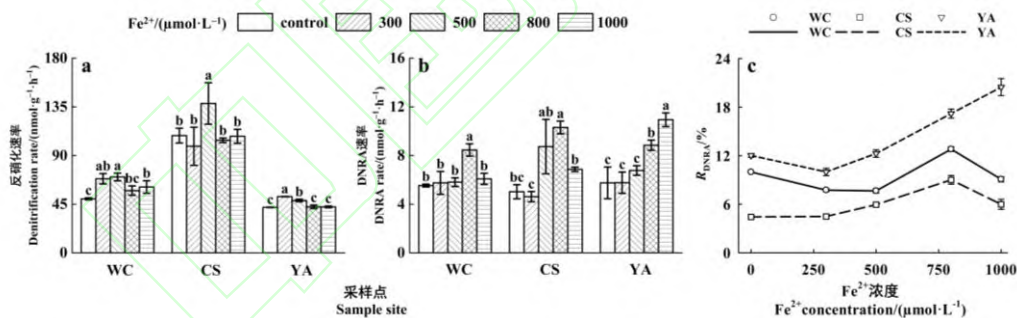 Fe²⁺/(μmol·L⁻¹) control 300 500 800 1000
a
反硝化速率/(nmol·g⁻¹·h⁻¹)
Denitrification rate/(nmol·g⁻¹·h⁻¹)
180
135
90
45
0
c ab a bc b
b b a b b
c a b c c
WC CS YA
b
DNRA速率
DNRA rate/(nmol·g⁻¹·h⁻¹)
16
12
8
4
0
b b b a b
c c ab a b
c c c b a
WC CS YA
采样点
Sample site
WC CS YA
WC CS YA
c
R_DNRA/%
24
18
12
6
0
0 250 500 750 1000
Fe²⁺浓度
Fe²⁺concentration/(μmol·L⁻¹)